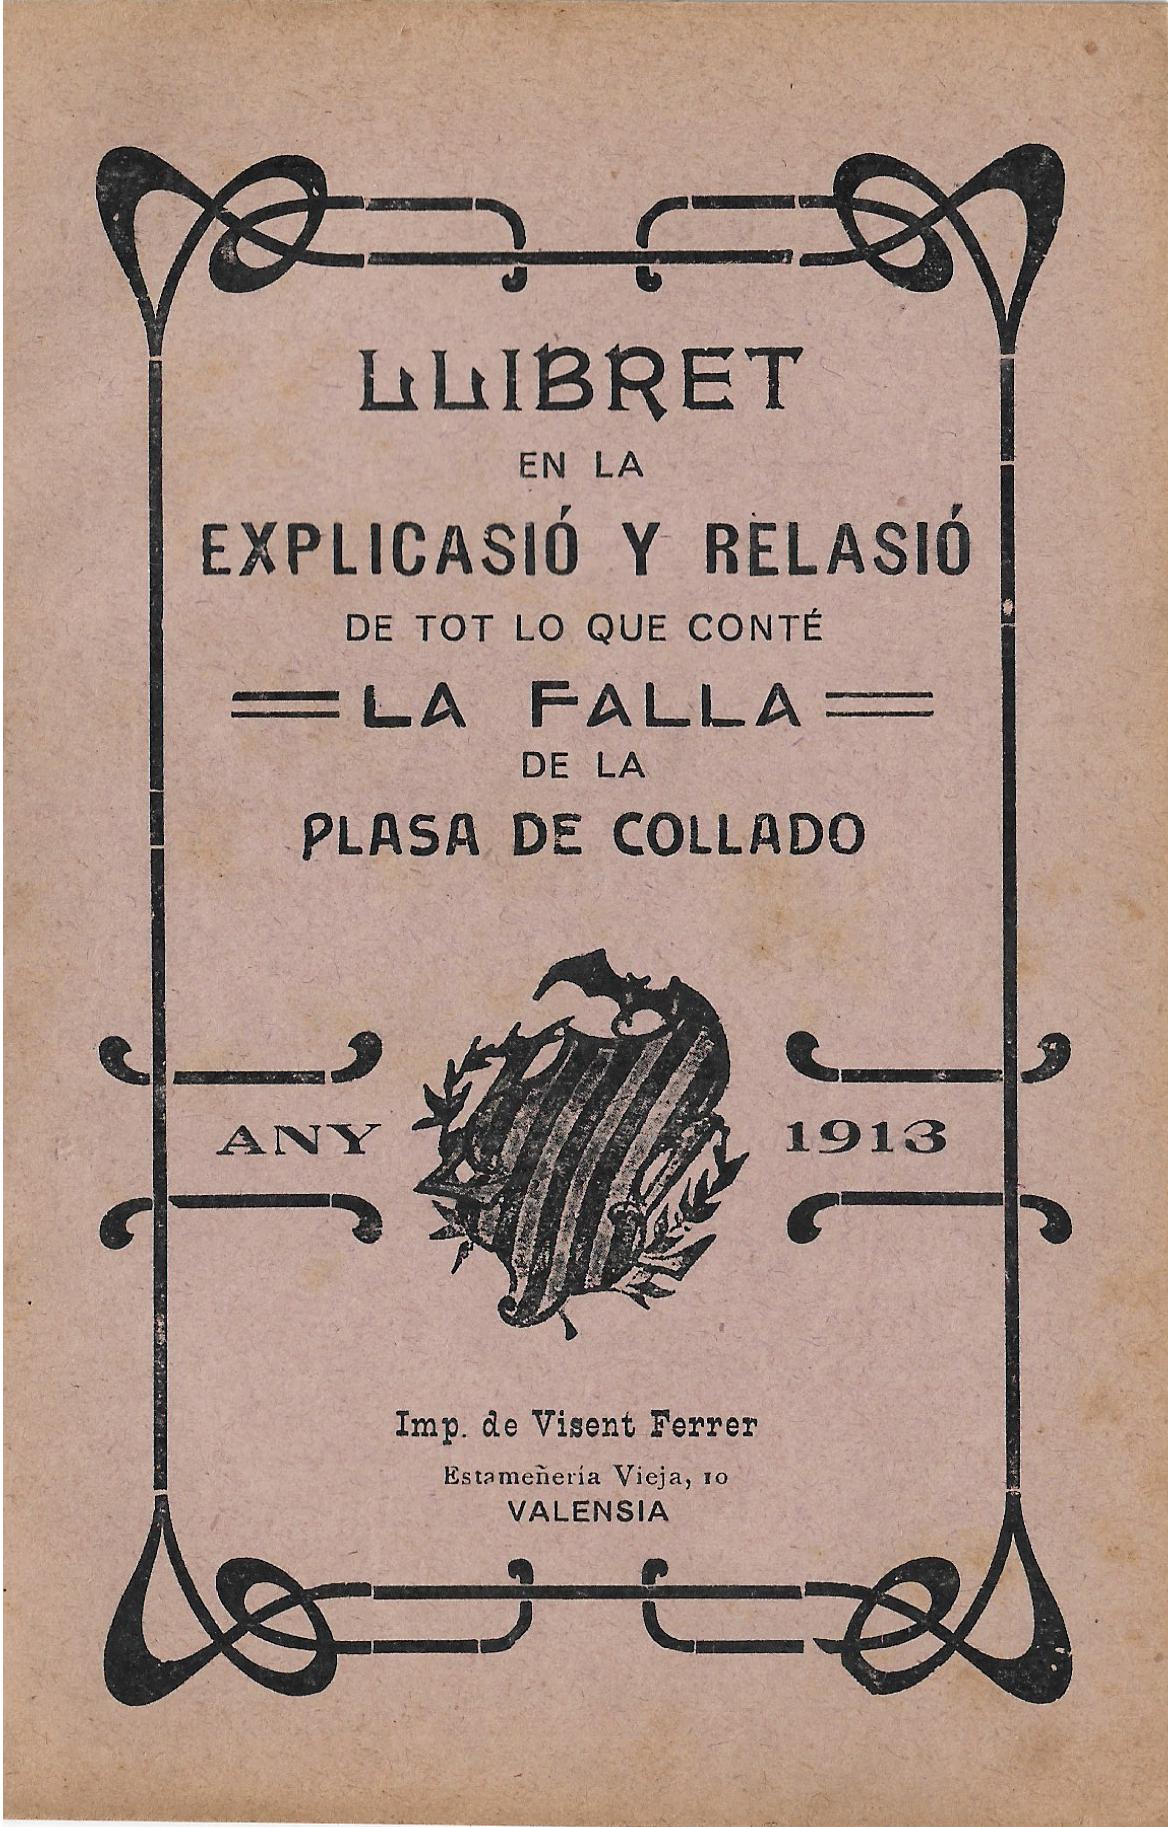 LLIBRET
EN LA
EXPLICASIÓ Y RELASIÓ
DE TOT LO QUE CONTÉ
LA FALLA
DE LA
PLASA DE COLLADO
ANY 1913
Imp. de Visent Ferrer
Estameñería Vieja, 10
VALENSIA